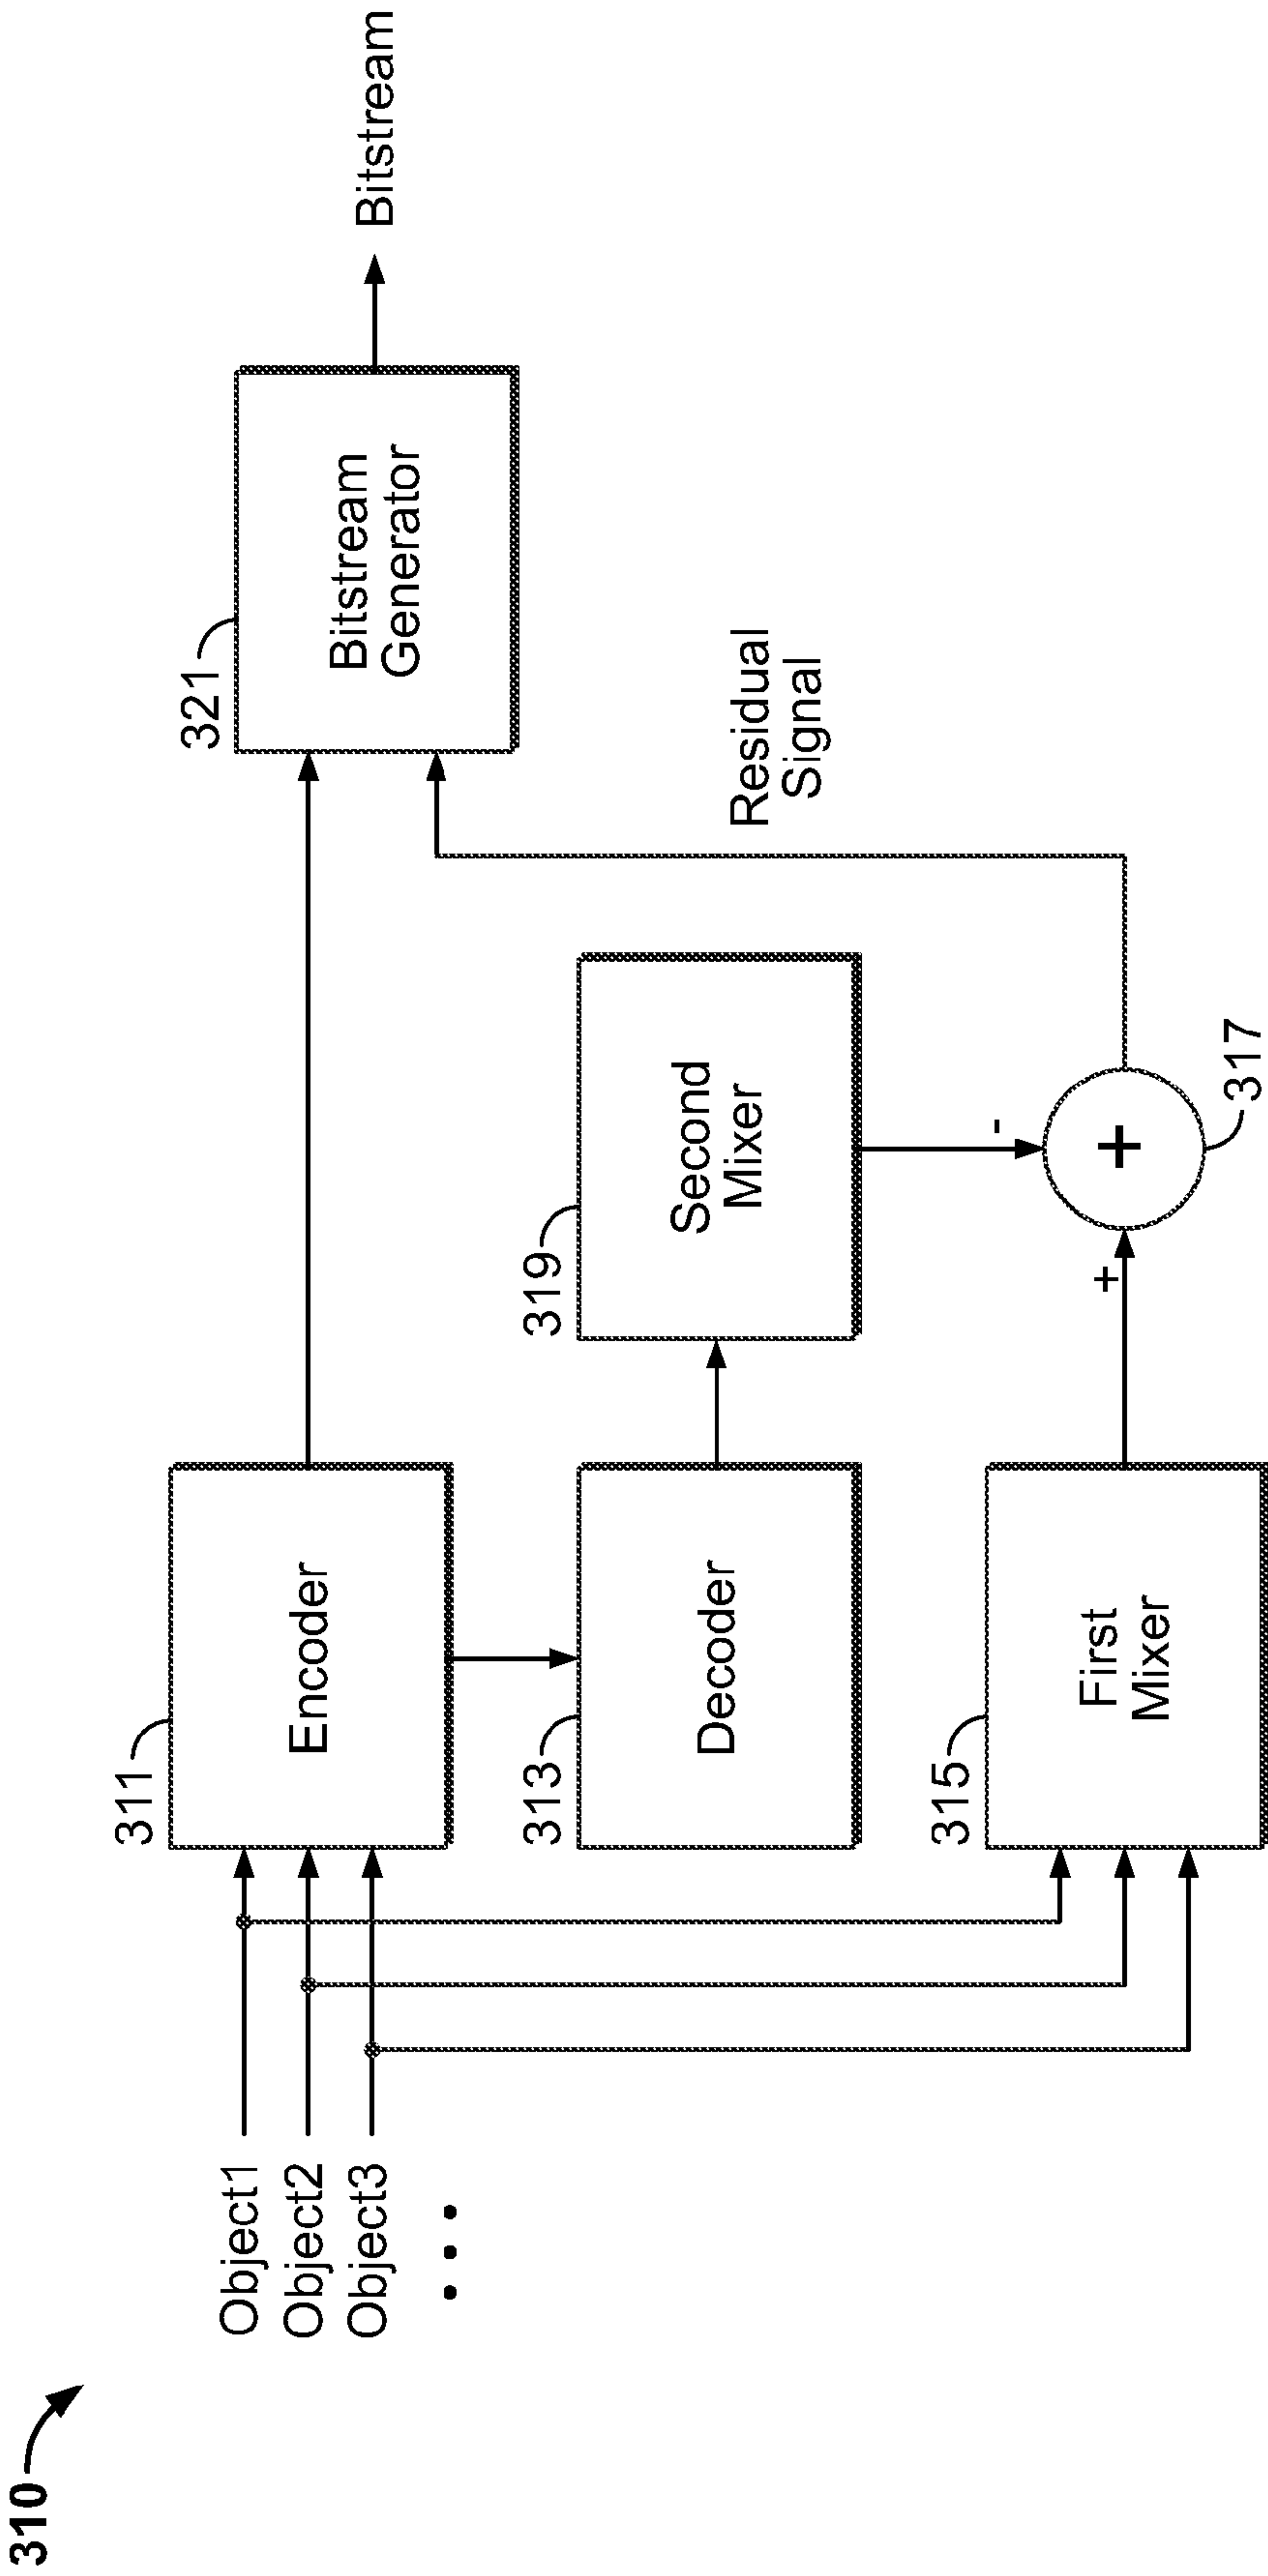 310
Object1
Object2
Object3
...
311
Encoder
313
Decoder
315
First
Mixer
319
Second
Mixer
+
-
+
317
Residual
Signal
321
Bitstream
Generator
Bitstream